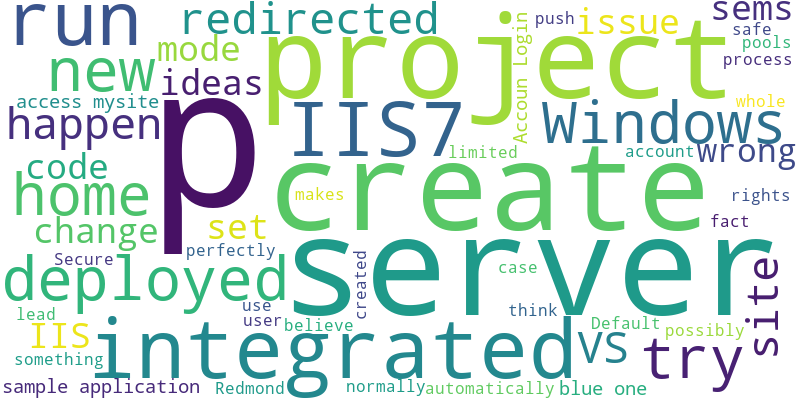 run
redirected
project
sems
push
issue
safe
pools
process
Accoun Login
mode
new
ideas
p
IIS7
Windows
access mysite
whole
happen
limited
account
wrong
code
create
home
makes
rights
set
fact
change
perfectly
server
Secure
created
site
deployed
case
use
lead
user
believe
think
Default
possibly
IIS
integrated
VS
try
something
sample application
Redmond
normally
automatically
blue one